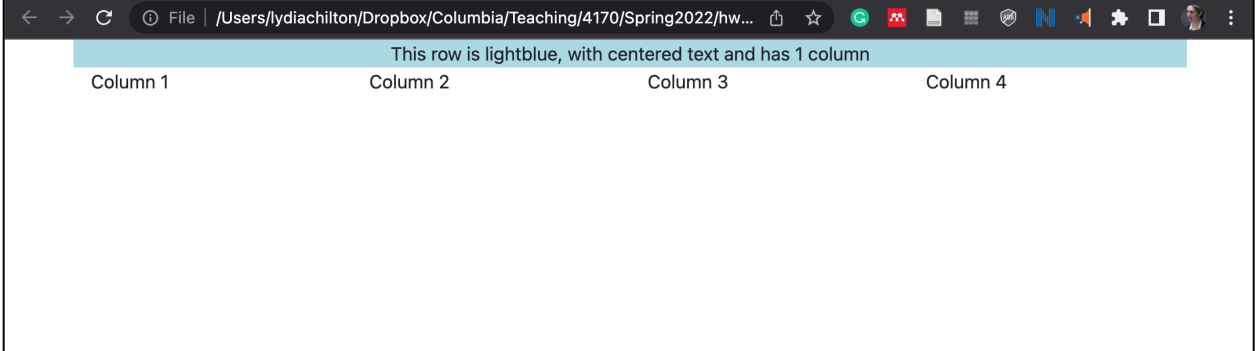 File /Users/lydiachilton/Dropbox/Columbia/Teaching/4170/Spring2022/hw...
This row is lightblue, with centered text and has 1 column
Column 1 Column 2 Column 3 Column 4